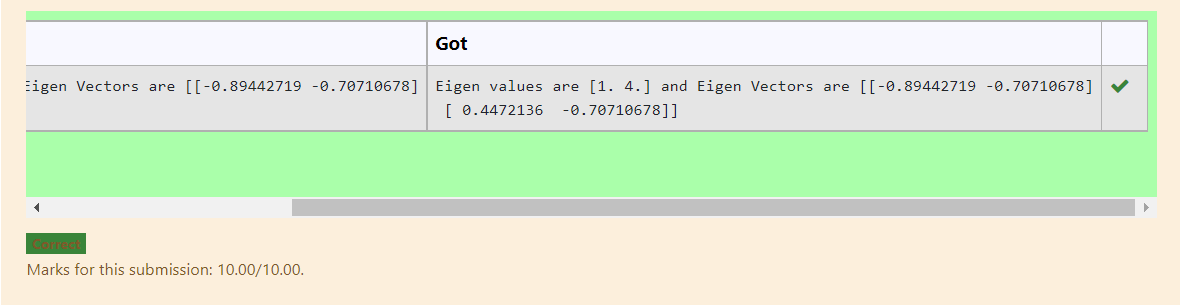 Got
Eigen Vectors are [[-0.89442719 -0.70710678] Eigen values are [1. 4.] and Eigen Vectors are [[-0.89442719 -0.70710678]
[ 0.4472136  -0.70710678]]
Correct
Marks for this submission: 10.00/10.00.